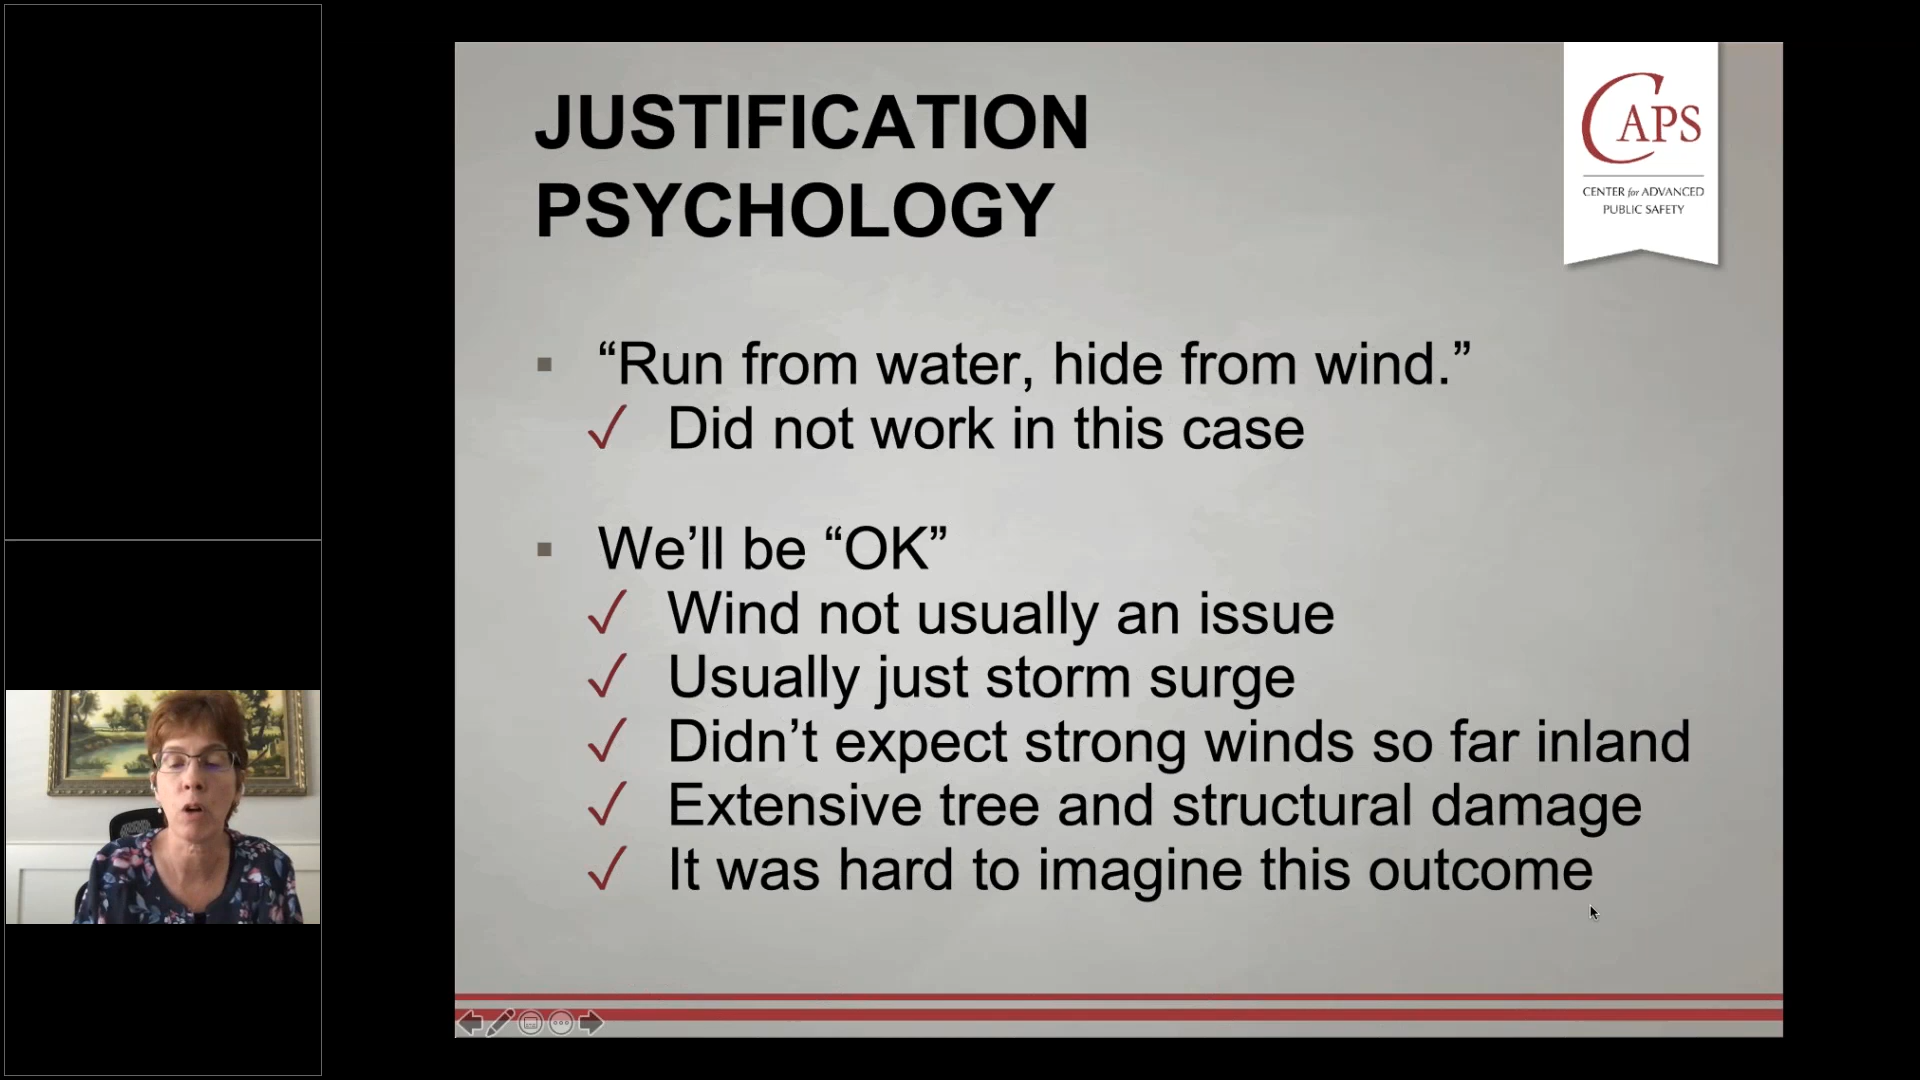 JUSTIFICATION
PSYCHOLOGY
CAPS
CENTER for ADVANCED
PUBLIC SAFETY
“Run from water, hide from wind.”
Did not work in this case
We’ll be “OK”
Wind not usually an issue
Usually just storm surge
Didn’t expect strong winds so far inland
Extensive tree and structural damage
It was hard to imagine this outcome